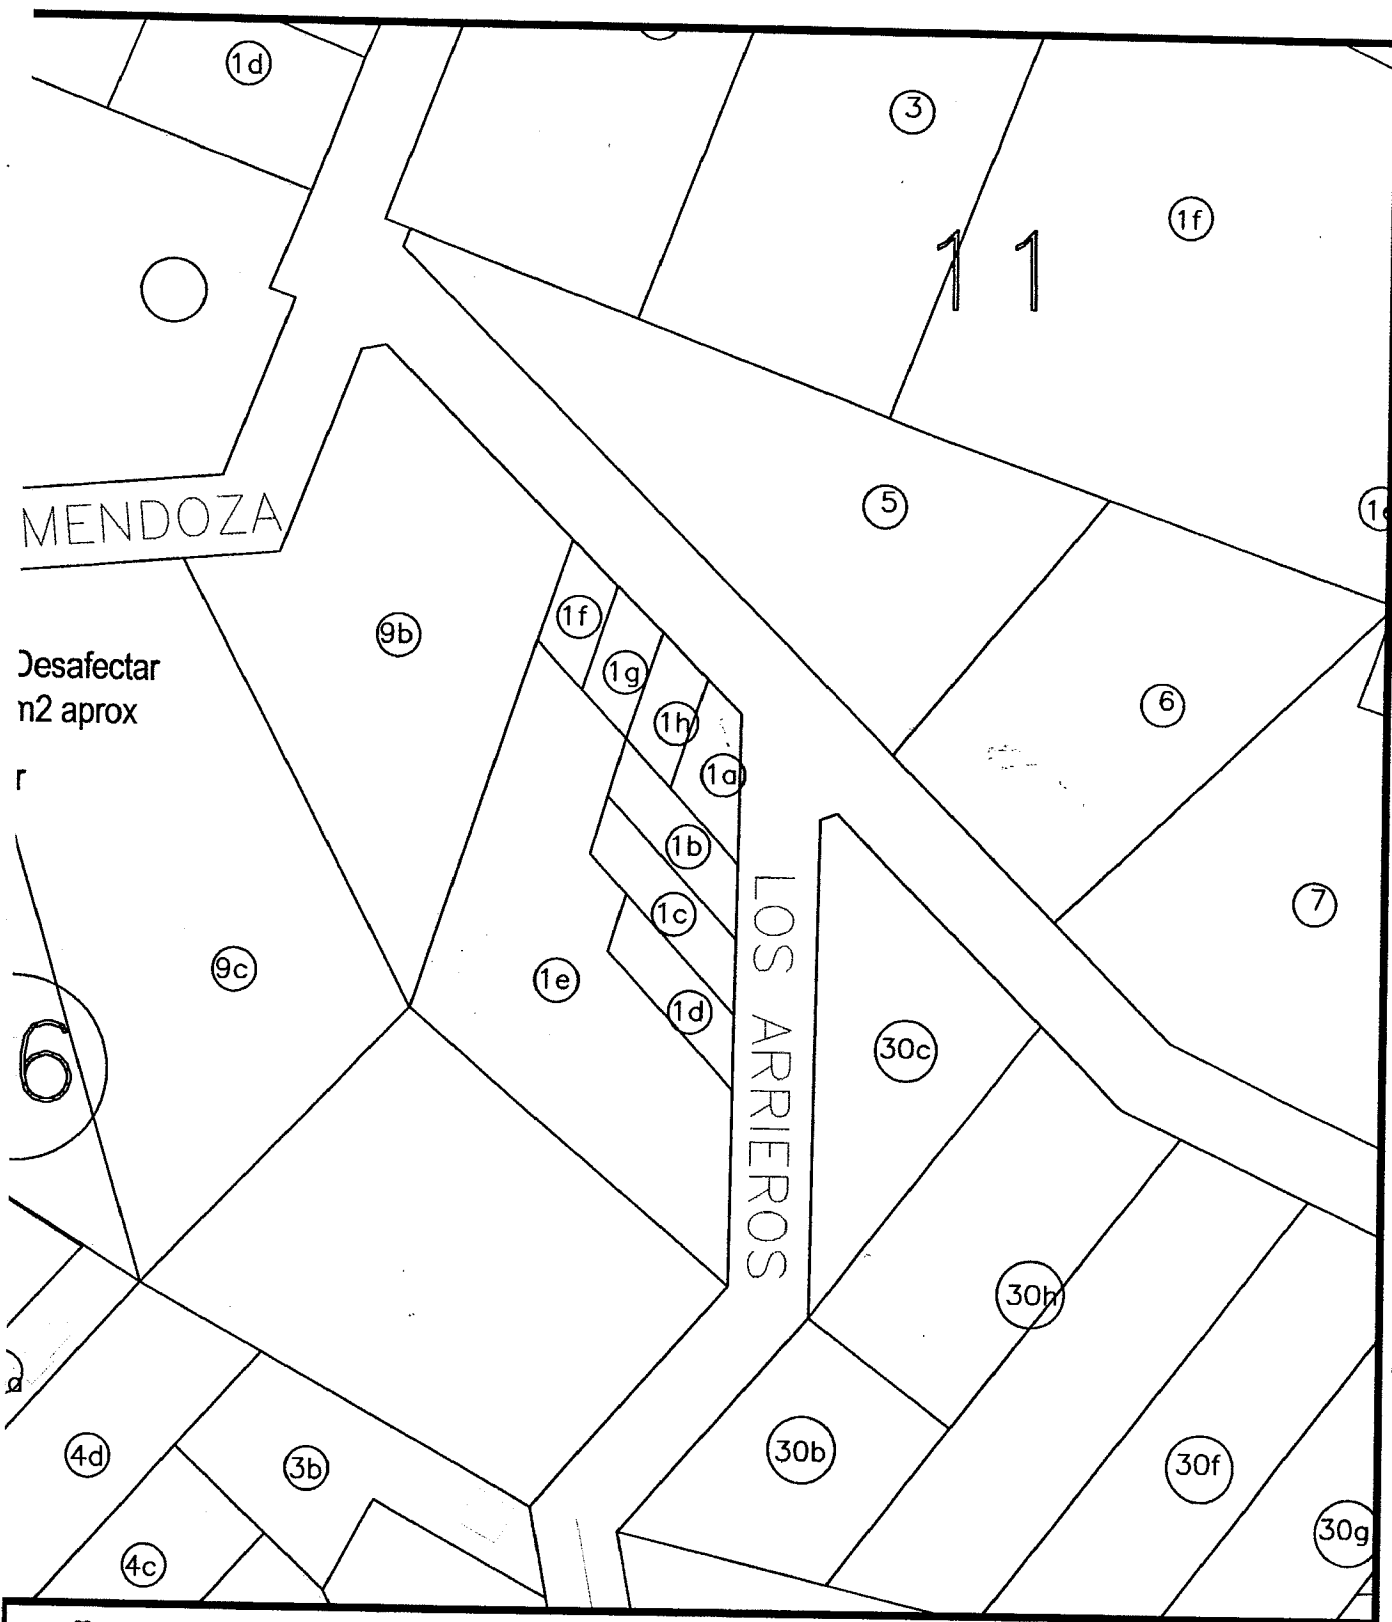 1d
3
1f
11
5
MENDOZA
9b
1f
1g
6
Desafectar
m2 aprox
1h
1a
1b
7
LOS ARRIEROS
1c
9c
1e
1d
30c
6
30h
30b
4d
3b
30f
30g
4c